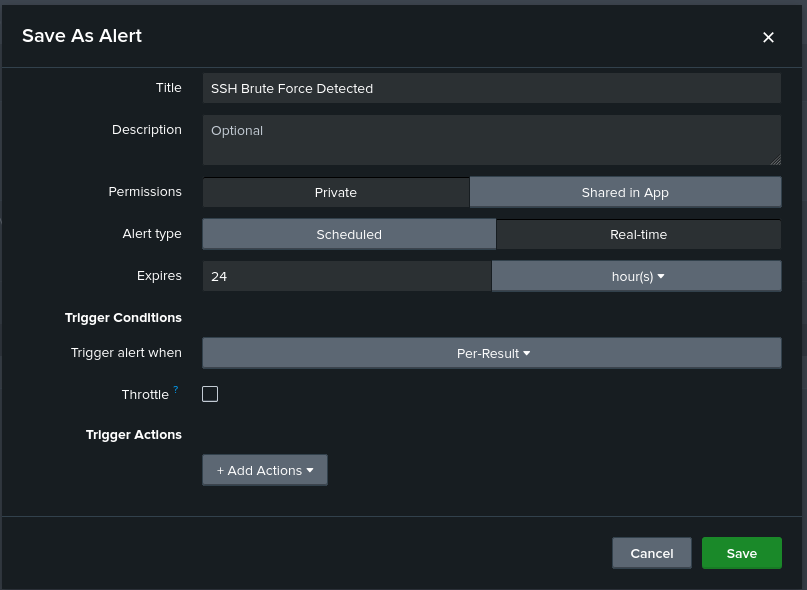 Save As Alert ×
Title SSH Brute Force Detected
Description Optional
Permissions Private Shared in App
Alert type Scheduled Real-time
Expires 24 hour(s)
Trigger Conditions
Trigger alert when Per-Result
Throttle ?
Trigger Actions
+ Add Actions
Cancel Save